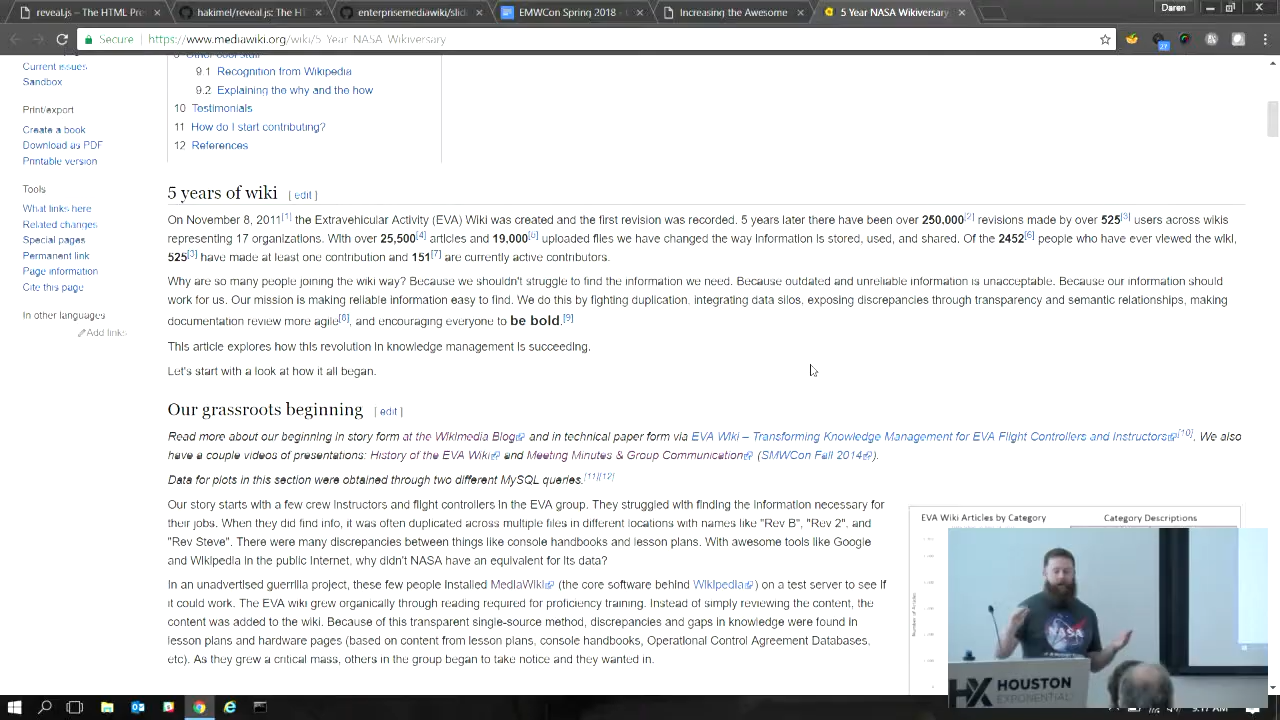 reveal.js – The HTML Pre
hakimel/reveal.js: The H
enterprisemediawiki/slid
EMWCon Spring 2018 -
Increasing the Awesome
5 Year NASA Wikiversary
Daren
Secure
https://www.mediawiki.org/wiki/5_Year_NASA_Wikiversary
27
Current issues
Sandbox
Print/export
Create a book
Download as PDF
Printable version
Tools
What links here
Related changes
Special pages
Permanent link
Page information
Cite this page
In other languages
Add links
9 Other cool stuff
9.1 Recognition from Wikipedia
9.2 Explaining the why and the how
10 Testimonials
11 How do I start contributing?
12 References
5 years of wiki [ edit ]
On November 8, 2011[1] the Extravehicular Activity (EVA) Wiki was created and the first revision was recorded. 5 years later there have been over 250,000[2] revisions made by over 525[3] users across wikis
representing 17 organizations. With over 25,500[4] articles and 19,000[5] uploaded files we have changed the way information is stored, used, and shared. Of the 2452[6] people who have ever viewed the wiki,
525[3] have made at least one contribution and 151[7] are currently active contributors.
Why are so many people joining the wiki way? Because we shouldn't struggle to find the information we need. Because outdated and unreliable information is unacceptable. Because our information should
work for us. Our mission is making reliable information easy to find. We do this by fighting duplication, integrating data silos, exposing discrepancies through transparency and semantic relationships, making
documentation review more agile[8], and encouraging everyone to be bold.[9]
This article explores how this revolution in knowledge management is succeeding.
Let's start with a look at how it all began.
Our grassroots beginning [ edit ]
Read more about our beginning in story form at the Wikimedia Blog and in technical paper form via EVA Wiki – Transforming Knowledge Management for EVA Flight Controllers and Instructors[10]. We also
have a couple videos of presentations: History of the EVA Wiki and Meeting Minutes & Group Communication (SMWCon Fall 2014).
Data for plots in this section were obtained through two different MySQL queries.[11][12]
Our story starts with a few crew instructors and flight controllers in the EVA group. They struggled with finding the information necessary for
their jobs. When they did find info, it was often duplicated across multiple files in different locations with names like "Rev B", "Rev 2", and
"Rev Steve". There were many discrepancies between things like console handbooks and lesson plans. With awesome tools like Google
and Wikipedia in the public internet, why didn't NASA have an equivalent for its data?
In an unadvertised guerrilla project, these few people installed MediaWiki (the core software behind Wikipedia) on a test server to see if
it could work. The EVA wiki grew organically through reading required for proficiency training. Instead of simply reviewing the content, the
content was added to the wiki. Because of this transparent single-source method, discrepancies and gaps in knowledge were found in
lesson plans and hardware pages (based on content from lesson plans, console handbooks, Operational Control Agreement Databases,
etc). As they grew a critical mass, others in the group began to take notice and they wanted in.
EVA Wiki Articles by Category
Category Descriptions
Number of Articles
NASA
HX HOUSTON
EXPONENTIAL
9:17 AM